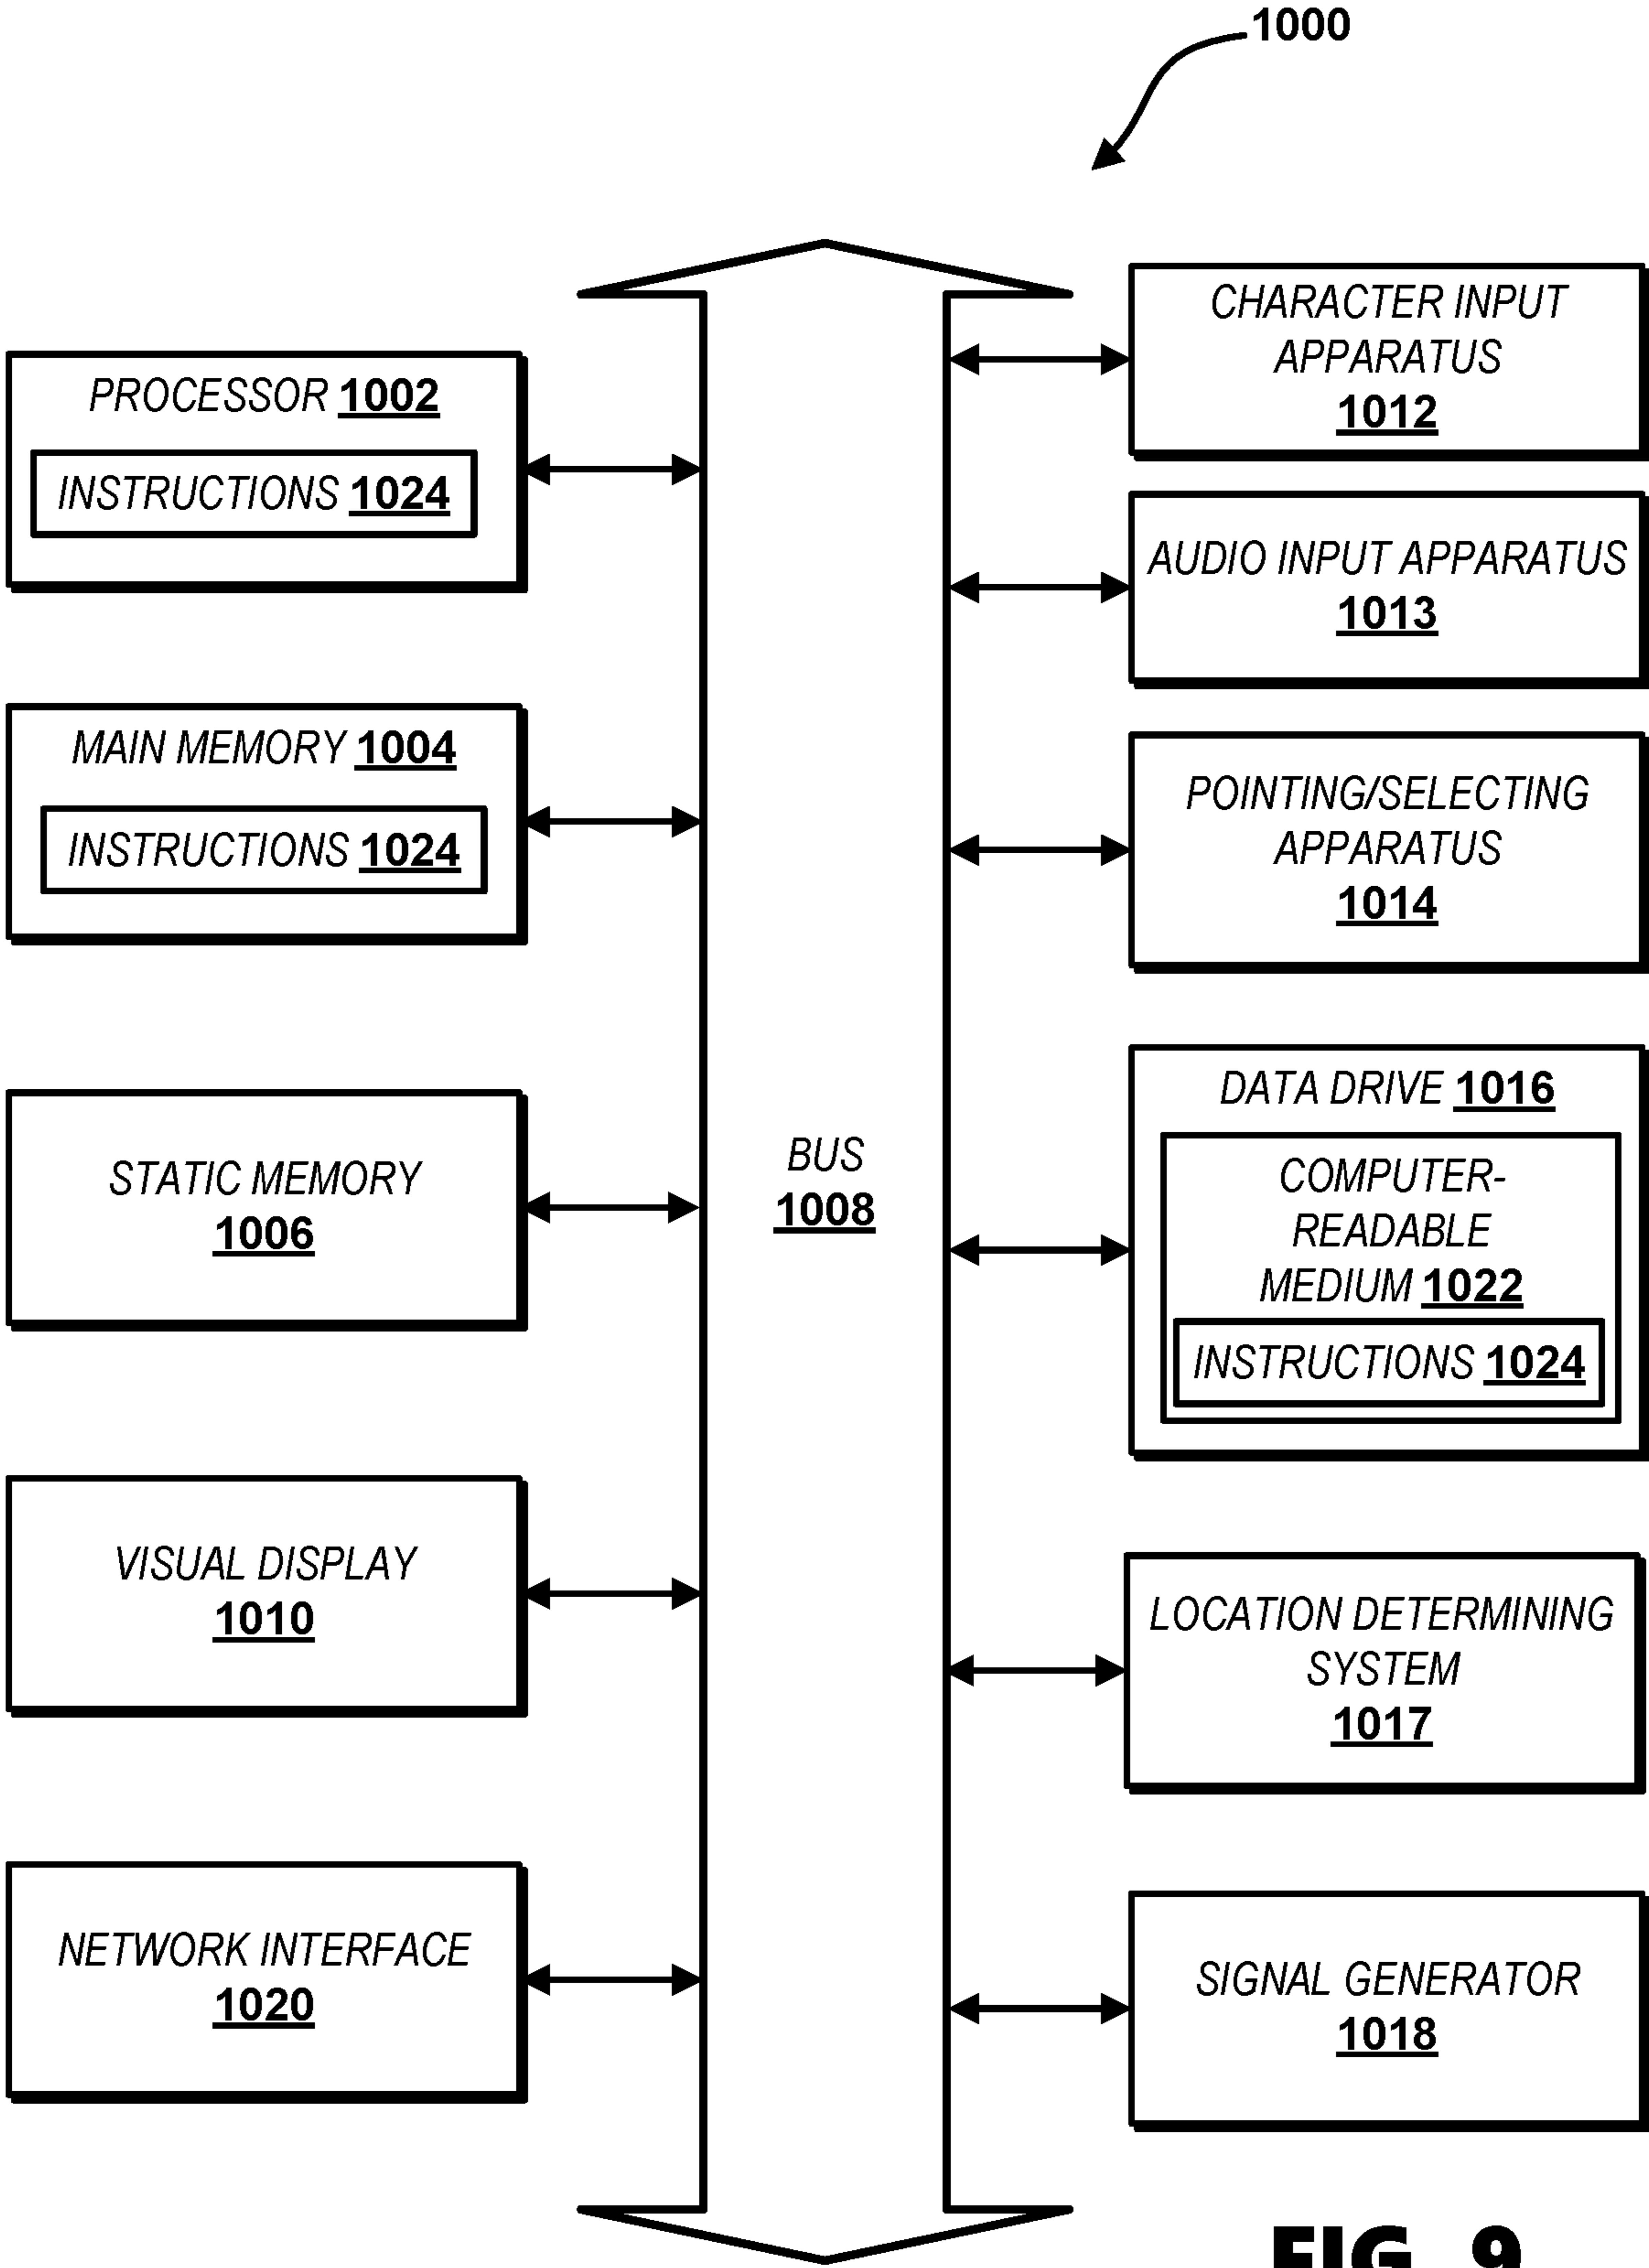 1000
PROCESSOR 1002
INSTRUCTIONS 1024
MAIN MEMORY 1004
INSTRUCTIONS 1024
STATIC MEMORY
1006
VISUAL DISPLAY
1010
NETWORK INTERFACE
1020
BUS
1008
CHARACTER INPUT
APPARATUS
1012
AUDIO INPUT APPARATUS
1013
POINTING/SELECTING
APPARATUS
1014
DATA DRIVE 1016
COMPUTER-
READABLE
MEDIUM 1022
INSTRUCTIONS 1024
LOCATION DETERMINING
SYSTEM
1017
SIGNAL GENERATOR
1018
FIG. 9